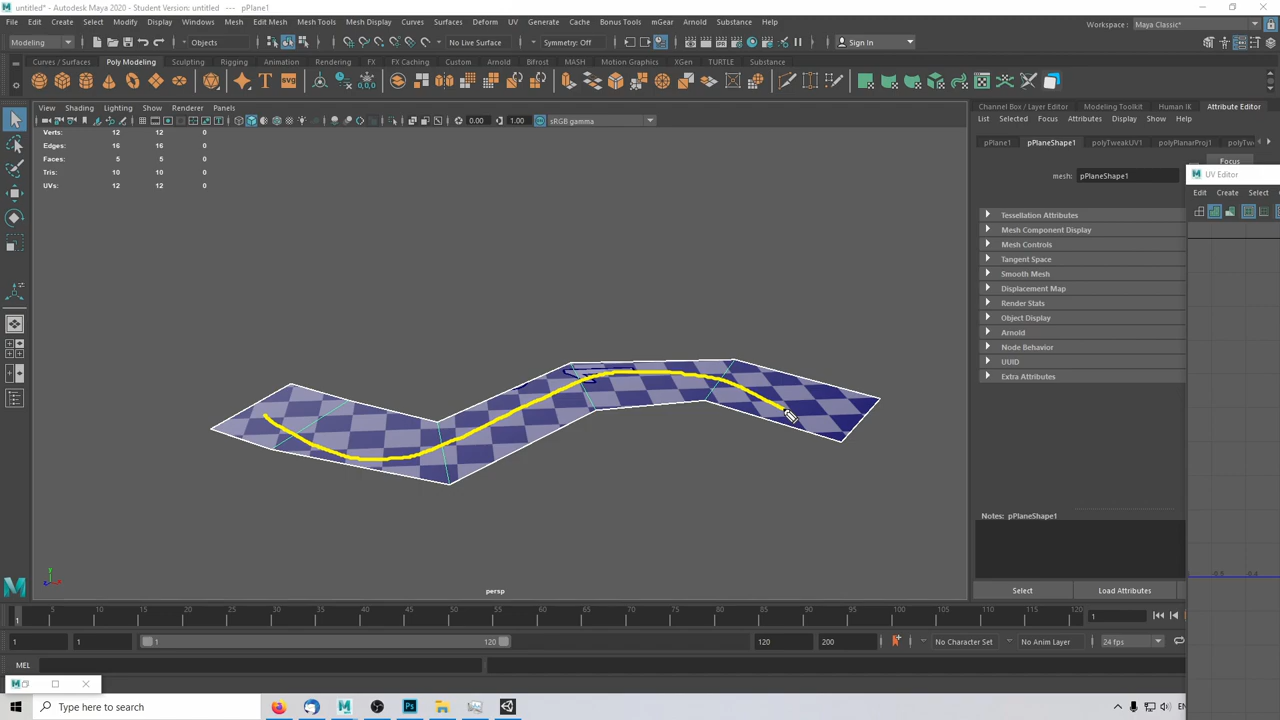 untitled* - Autodesk Maya 2020 - Student Version: untitled --- pPlane1
File Edit Create Select Modify Display Windows Mesh Edit Mesh Mesh Tools Mesh Display Curves Surfaces Deform UV Generate Cache Bonus Tools mGear Arnold Substance Help
Workspace : Maya Classic*
Modeling Objects No Live Surface Symmetry: Off Sign In
Curves / Surfaces Poly Modeling Sculpting Rigging Animation Rendering FX FX Caching Custom Arnold Bifrost MASH Motion Graphics XGen TURTLE Substance
View Shading Lighting Show Renderer Panels
0.00 1.00 sRGB gamma
Verts: 12 12 0
Edges: 16 16 0
Faces: 5 5 0
Tris: 10 10 0
UVs: 12 12 0
persp
Channel Box / Layer Editor Modeling Toolkit Human IK Attribute Editor
List Selected Focus Attributes Display Show Help
pPlane1 pPlaneShape1 polyTweakUV1 polyPlanarProj1 polyTw
Focus
mesh: pPlaneShape1
UV Editor
Edit Create Select
Tessellation Attributes
Mesh Component Display
Mesh Controls
Tangent Space
Smooth Mesh
Displacement Map
Render Stats
Object Display
Arnold
Node Behavior
UUID
Extra Attributes
Notes: pPlaneShape1
Select Load Attributes
5 10 15 20 25 30 35 40 45 50 55 60 65 70 75 80 85 90 95 100 105 110 115 120
1 1
1 1 1 120 120 200 No Character Set No Anim Layer 24 fps
MEL
Type here to search